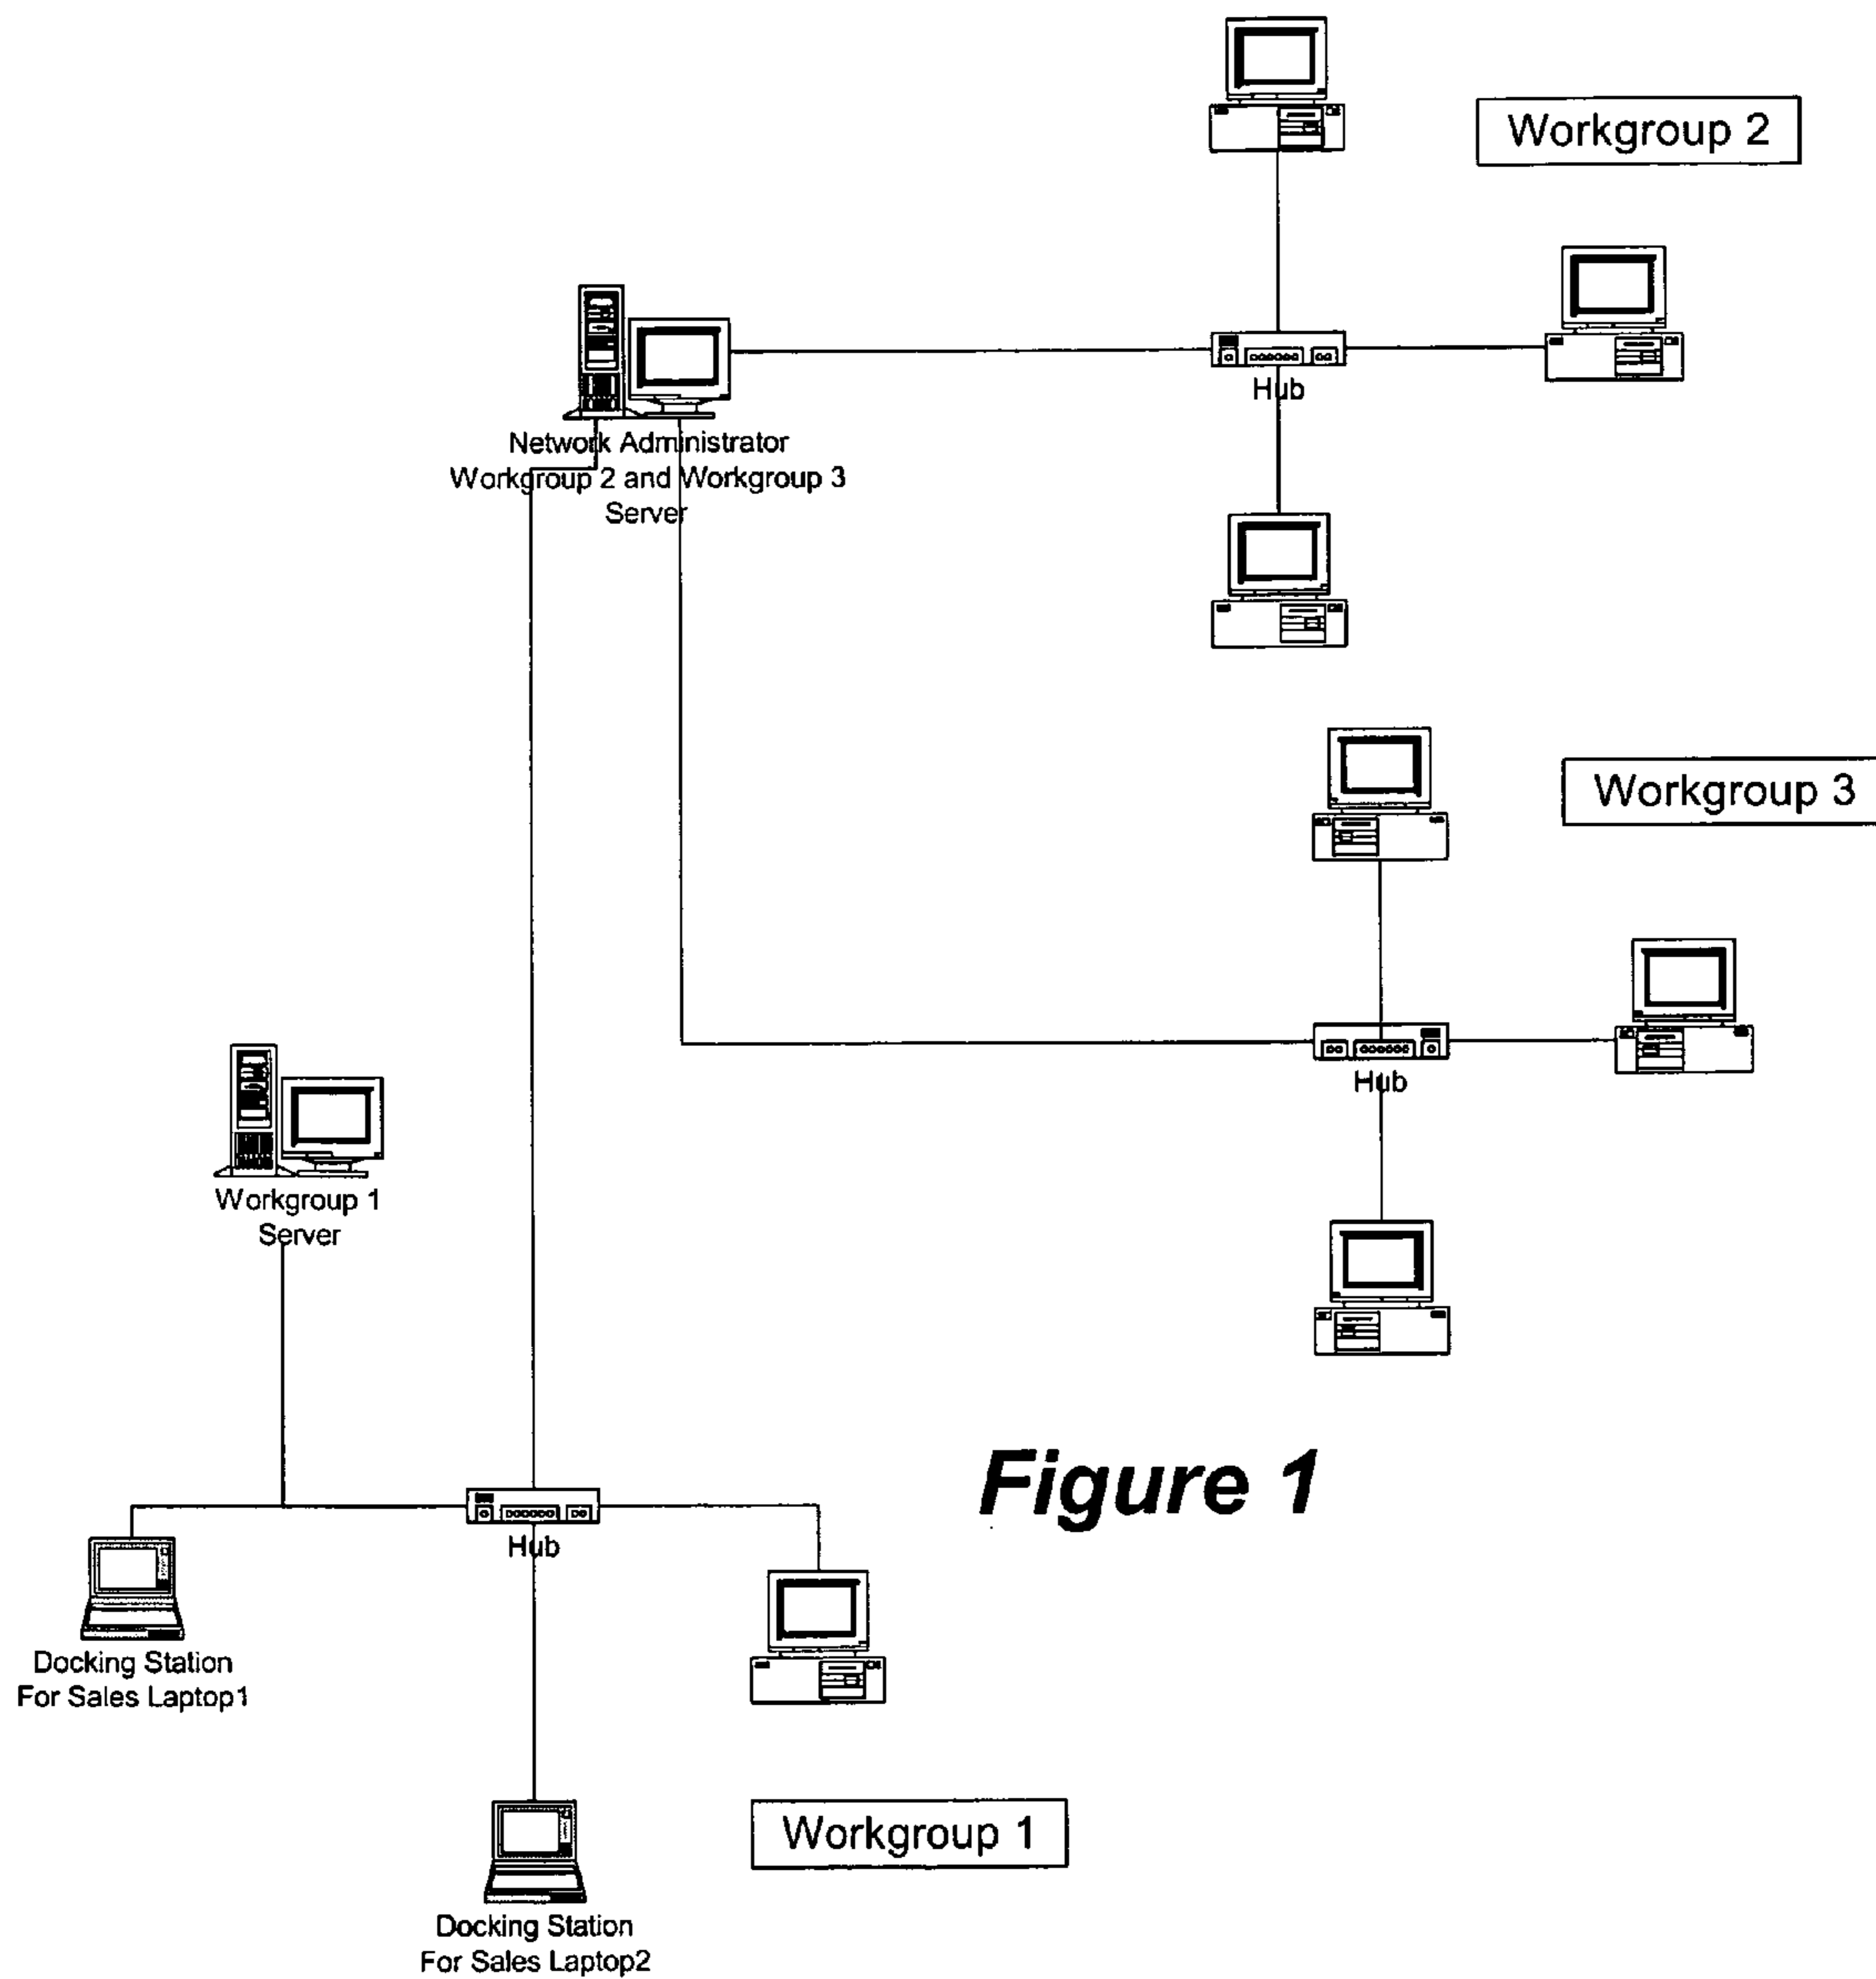 Workgroup 2
Hub
Network Administrator
Workgroup 2 and Workgroup 3
Server
Workgroup 3
Hub
Workgroup 1
Server
Figure 1
Hub
Docking Station
For Sales Laptop1
Workgroup 1
Docking Station
For Sales Laptop2